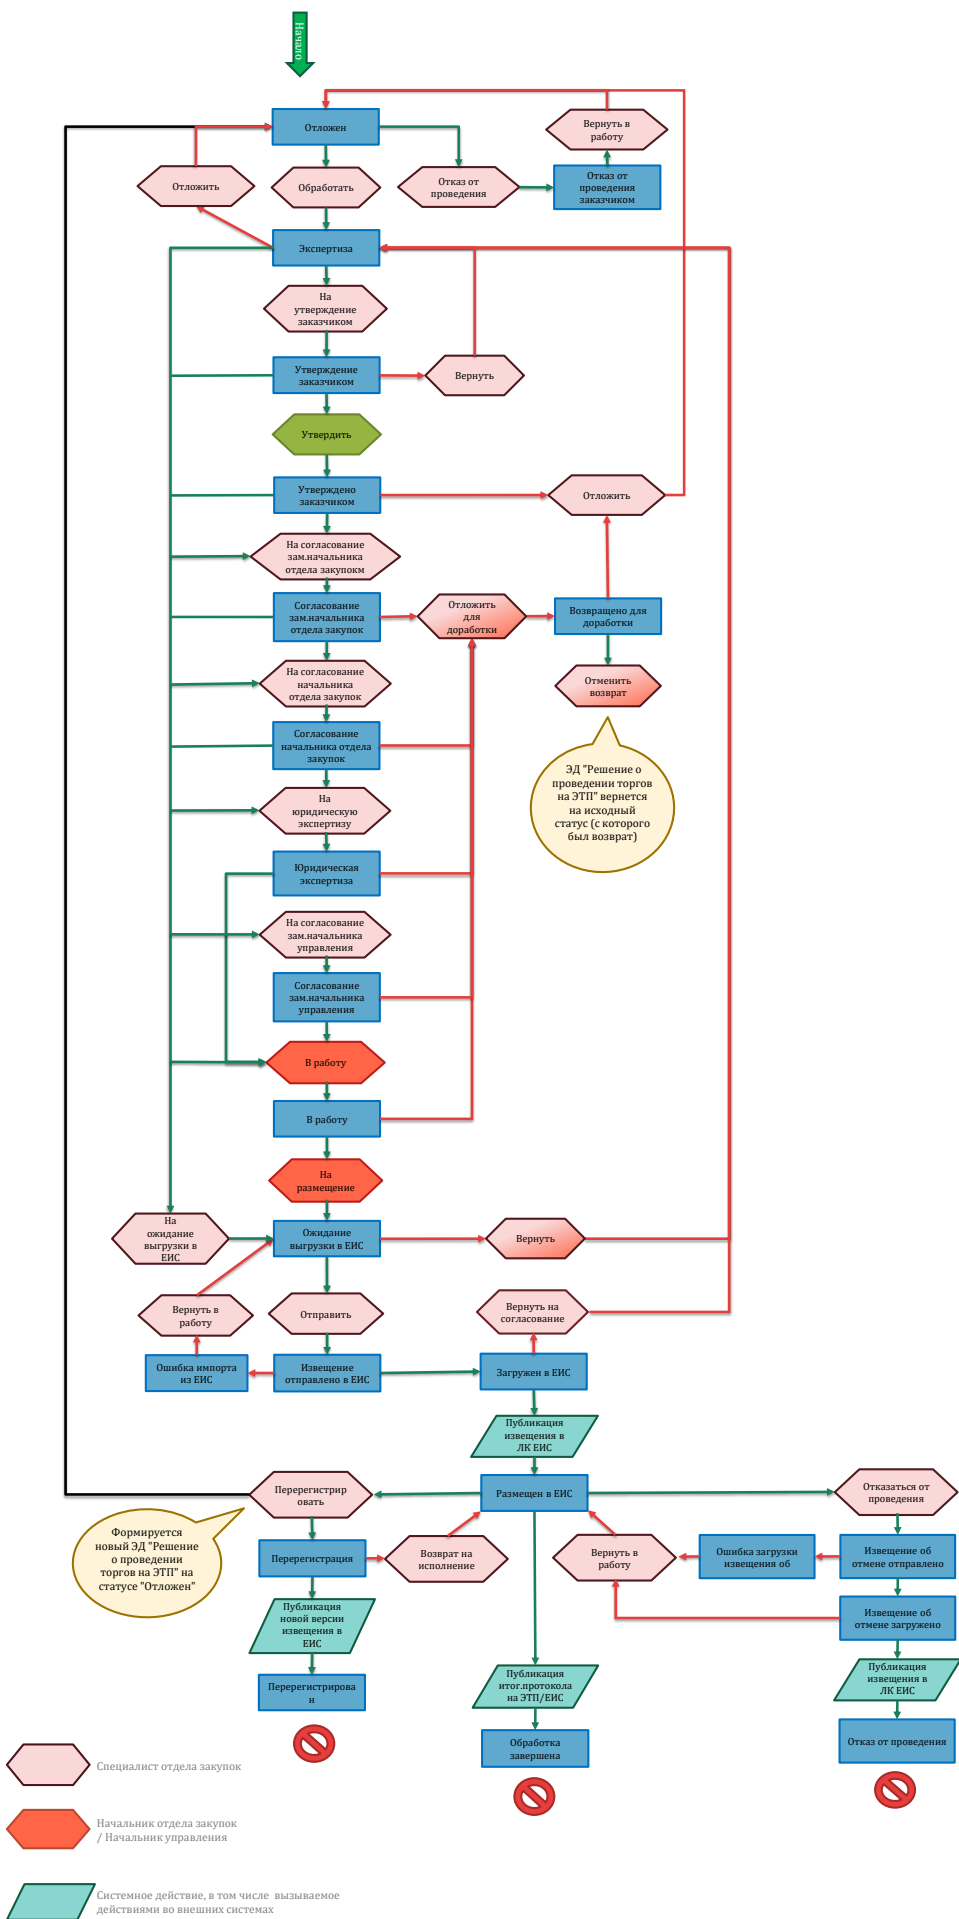 Начало
Отложен
Вернуть в
работу
Отложить
Обработать
Отказ от
проведения
Отказ от
проведения
заказчиком
Экспертиза
На
утверждение
заказчиком
Утверждение
заказчиком
Вернуть
Утвердить
Утверждено
заказчиком
Отложить
На согласование
зам.начальника
отдела закупокм
Согласование
зам.начальника
отдела закупок
Отложить
для
доработки
Возвращено для
доработки
На согласование
начальника
отдела закупок
Отменить
возврат
Согласование
начальника отдела
закупок
ЭД "Решение о
проведении торгов
на ЭТП" вернется
на исходный
статус (с которого
был возврат)
На
юридическую
экспертизу
Юридическая
экспертиза
На согласование
зам.начальника
управления
Согласование
зам.начальника
управления
В работу
В работу
На
размещение
На
ожидание
выгрузки в
ЕИС
Ожидание
выгрузки в ЕИС
Вернуть
Вернуть в
работу
Отправить
Вернуть на
согласование
Ошибка импорта
из ЕИС
Извещение
отправлено в ЕИС
Загружен в ЕИС
Публикация
извещения в
ЛК ЕИС
Перерегистрир
овать
Размещен в ЕИС
Отказаться от
проведения
Формируется
новый ЭД "Решение
о проведении
торгов на ЭТП" на
статусе "Отложен"
Перерегистрация
Возврат на
исполнение
Вернуть в
работу
Ошибка загрузки
извещения об
Извещение об
отмене отправлено
Публикация
новой версии
извещения в
ЕИС
Извещение об
отмене загружено
Перерегистрирова
н
Публикация
итог.протокола
на ЭТП/ЕИС
Публикация
извещения в
ЛК ЕИС
Обработка
завершена
Отказ от проведения
Специалист отдела закупок
Начальник отдела закупок
/ Начальник управления
Системное действие, в том числе вызываемое
действиями во внешних системах